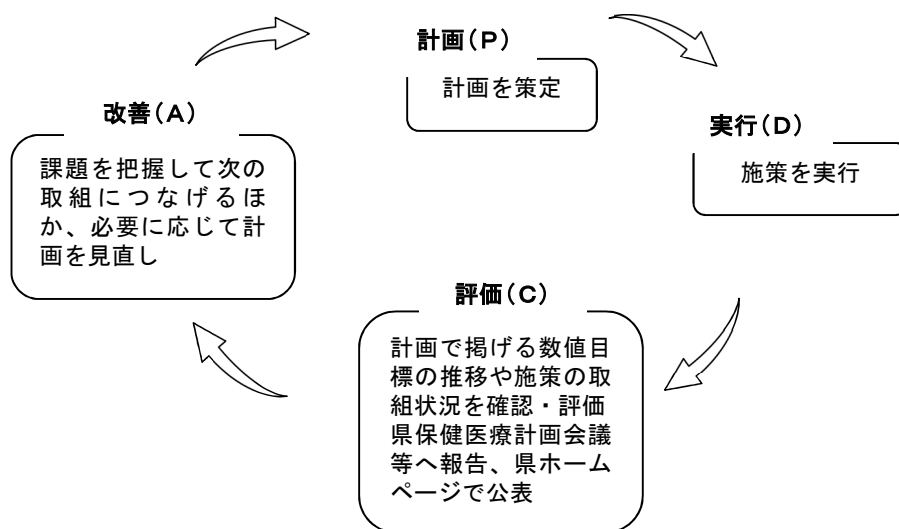 計画(P)
計画を策定
実行(D)
施策を実行
評価(C)
計画で掲げる数値目
標の推移や施策の取
組状況を確認・評価
県保健医療計画会議
等へ報告、県ホーム
ページで公表
改善(A)
課題を把握して次の
取組につなげるほ
か、必要に応じて計
画を見直し